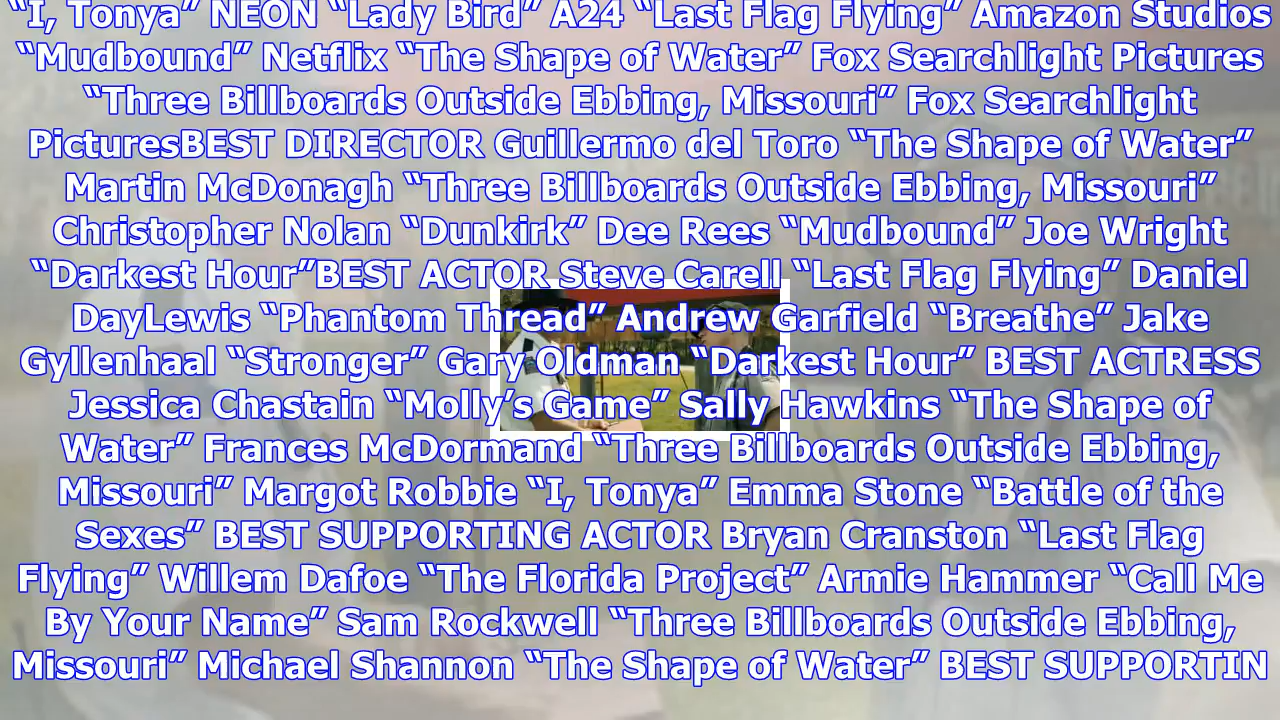 “I, Tonya” NEON “Lady Bird” A24 “Last Flag Flying” Amazon Studios
“Mudbound” Netflix “The Shape of Water” Fox Searchlight Pictures
“Three Billboards Outside Ebbing, Missouri” Fox Searchlight
PicturesBEST DIRECTOR Guillermo del Toro “The Shape of Water”
Martin McDonagh “Three Billboards Outside Ebbing, Missouri”
Christopher Nolan “Dunkirk” Dee Rees “Mudbound” Joe Wright
“Darkest Hour”BEST ACTOR Steve Carell “Last Flag Flying” Daniel
DayLewis “Phantom Thread” Andrew Garfield “Breathe” Jake
Gyllenhaal “Stronger” Gary Oldman “Darkest Hour” BEST ACTRESS
Jessica Chastain “Molly’s Game” Sally Hawkins “The Shape of
Water” Frances McDormand “Three Billboards Outside Ebbing,
Missouri” Margot Robbie “I, Tonya” Emma Stone “Battle of the
Sexes” BEST SUPPORTING ACTOR Bryan Cranston “Last Flag
Flying” Willem Dafoe “The Florida Project” Armie Hammer “Call Me
By Your Name” Sam Rockwell “Three Billboards Outside Ebbing,
Missouri” Michael Shannon “The Shape of Water” BEST SUPPORTIN